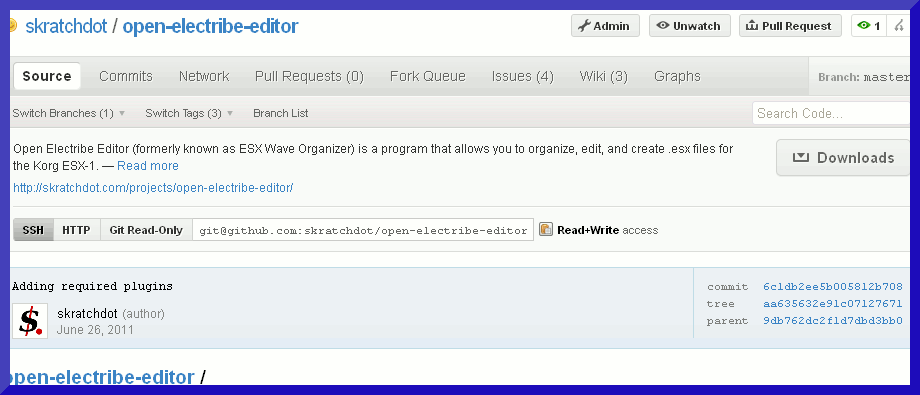 skratchdot / open-electribe-editor
Admin Unwatch Pull Request 1
Source Commits Network Pull Requests (0) Fork Queue Issues (4) Wiki (3) Graphs Branch: master
Switch Branches (1) Switch Tags (3) Branch List Search Code...
Open Electribe Editor (formerly known as ESX Wave Organizer) is a program that allows you to organize, edit, and create .esx files for
the Korg ESX-1. — Read more
Downloads
http://skratchdot.com/projects/open-electribe-editor/
SSH HTTP Git Read-Only git@github.com:skratchdot/open-electribe-editor Read+Write access
Adding required plugins
skratchdot (author)
June 26, 2011
commit 6c1db2ee5b005812b708
tree aa635632e91c07127671
parent 9db762dc2f1d7dbd3bb0
open-electribe-editor /